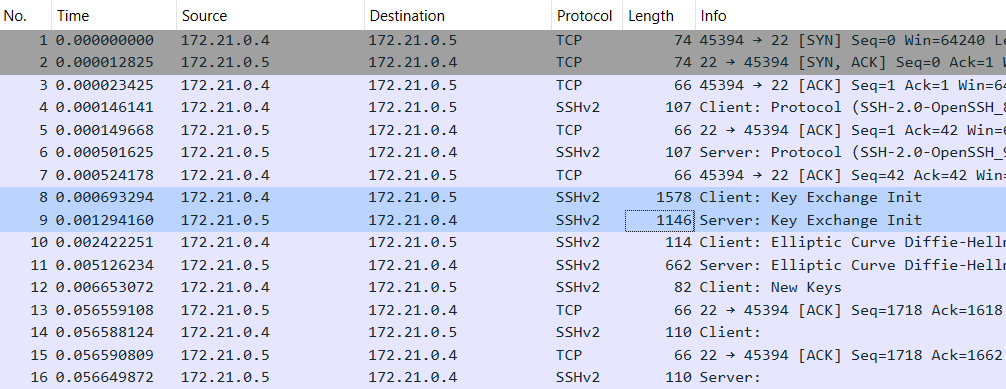 No. Time Source Destination Protocol Length Info
1 0.000000000 172.21.0.4 172.21.0.5 TCP 74 45394 → 22 [SYN] Seq=0 Win=64240 Le
2 0.000012825 172.21.0.5 172.21.0.4 TCP 74 22 → 45394 [SYN, ACK] Seq=0 Ack=1 W
3 0.000023425 172.21.0.4 172.21.0.5 TCP 66 45394 → 22 [ACK] Seq=1 Ack=1 Win=64
4 0.000146141 172.21.0.4 172.21.0.5 SSHv2 107 Client: Protocol (SSH-2.0-OpenSSH_8
5 0.000149668 172.21.0.5 172.21.0.4 TCP 66 22 → 45394 [ACK] Seq=1 Ack=42 Win=6
6 0.000501625 172.21.0.5 172.21.0.4 SSHv2 107 Server: Protocol (SSH-2.0-OpenSSH_9
7 0.000524178 172.21.0.4 172.21.0.5 TCP 66 45394 → 22 [ACK] Seq=42 Ack=42 Win=
8 0.000693294 172.21.0.4 172.21.0.5 SSHv2 1578 Client: Key Exchange Init
9 0.001294160 172.21.0.5 172.21.0.4 SSHv2 1146 Server: Key Exchange Init
10 0.002422251 172.21.0.4 172.21.0.5 SSHv2 114 Client: Elliptic Curve Diffie-Hellm
11 0.005126234 172.21.0.5 172.21.0.4 SSHv2 662 Server: Elliptic Curve Diffie-Hellm
12 0.006653072 172.21.0.4 172.21.0.5 SSHv2 82 Client: New Keys
13 0.056559108 172.21.0.5 172.21.0.4 TCP 66 22 → 45394 [ACK] Seq=1718 Ack=1618
14 0.056588124 172.21.0.4 172.21.0.5 SSHv2 110 Client:
15 0.056590809 172.21.0.5 172.21.0.4 TCP 66 22 → 45394 [ACK] Seq=1718 Ack=1662
16 0.056649872 172.21.0.5 172.21.0.4 SSHv2 110 Server: